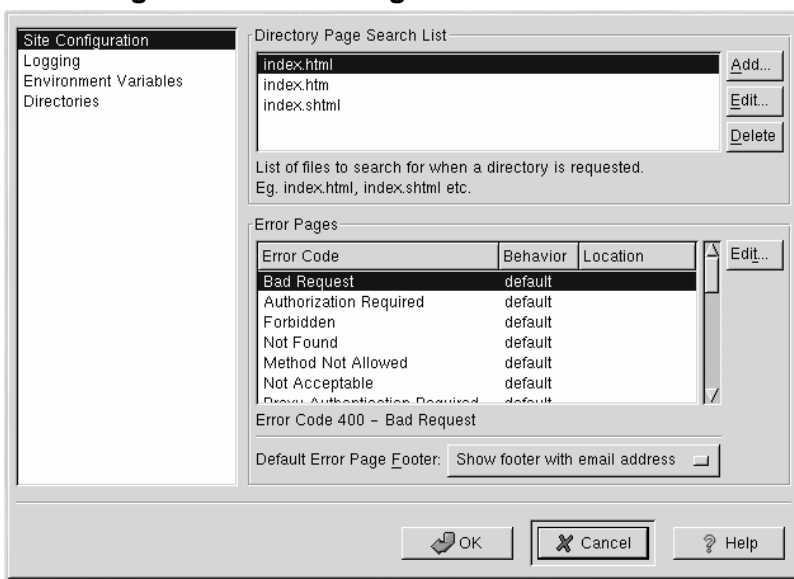 Site Configuration
Logging
Environment Variables
Directories
Directory Page Search List
index.html
index.htm
index.shtml
Add...
Edit...
Delete
List of files to search for when a directory is requested.
Eg. index.html, index.shtml etc.
Error Pages
Error Code Behavior Location
Bad Request default
Authorization Required default
Forbidden default
Not Found default
Method Not Allowed default
Not Acceptable default
Proxy Authentication Required default
Edit...
Error Code 400 – Bad Request
Default Error Page Footer: Show footer with email address
OK Cancel Help